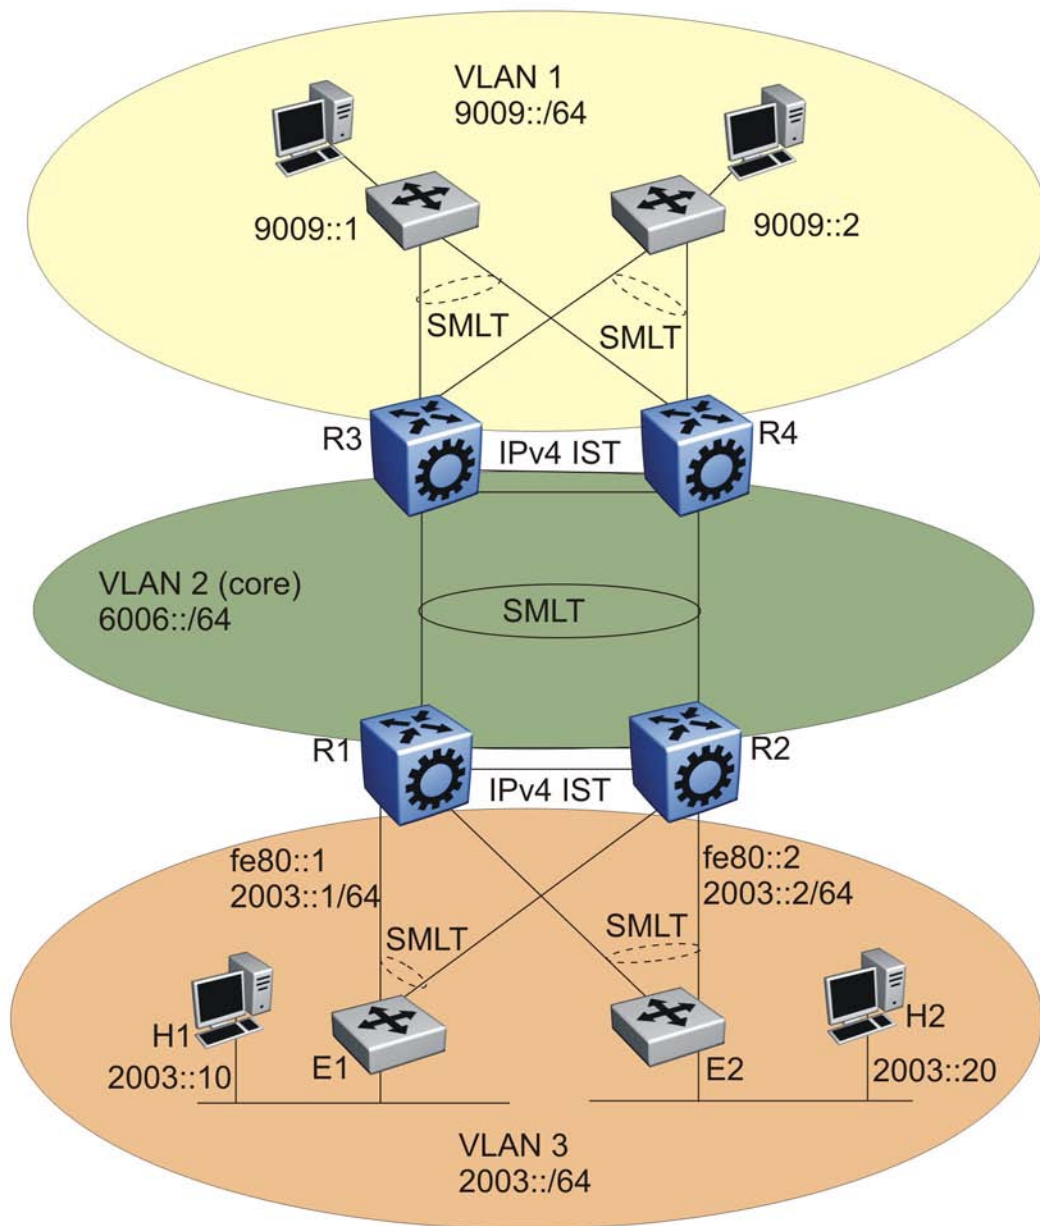 VLAN 1
9009::/64
9009::1
9009::2
SMLT
SMLT
R3
IPv4 IST
R4
VLAN 2 (core)
6006::/64
SMLT
R1
R2
IPv4 IST
fe80::1
2003::1/64
fe80::2
2003::2/64
SMLT
SMLT
H1
2003::10
E1
E2
H2
2003::20
VLAN 3
2003::/64